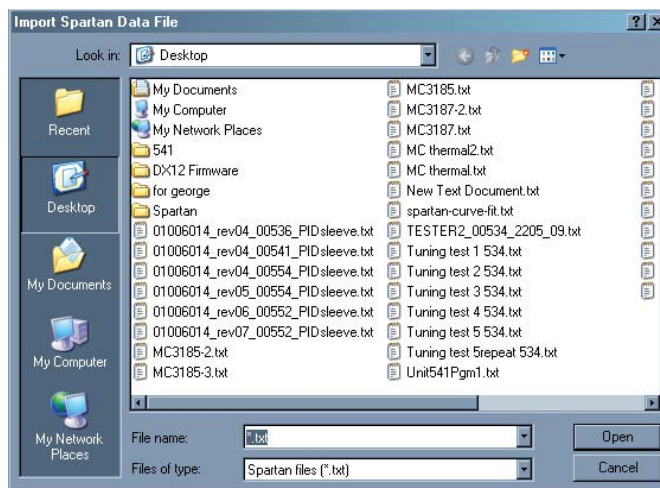 Import Spartan Data File
Look in:
Desktop
Recent
Desktop
My Documents
My Computer
My Network
Places
My Documents
My Computer
My Network Places
541
DX12 Firmware
for george
Spartan
01006014_rev04_00536_PIDsleeve.txt
01006014_rev04_00541_PIDsleeve.txt
01006014_rev04_00554_PIDsleeve.txt
01006014_rev05_00554_PIDsleeve.txt
01006014_rev06_00552_PIDsleeve.txt
01006014_rev07_00552_PIDsleeve.txt
MC3185-2.txt
MC3185-3.txt
MC3185.txt
MC3187-2.txt
MC3187.txt
MC thermal2.txt
MC thermal.txt
New Text Document.txt
spartan-curve-fit.txt
TESTER2_00534_2205_09.txt
Tuning test 1 534.txt
Tuning test 2 534.txt
Tuning test 3 534.txt
Tuning test 4 534.txt
Tuning test 5 534.txt
Tuning test 5repeat 534.txt
Unit541Pgm1.txt
File name:
*.txt
Open
Files of type:
Spartan files (*.txt)
Cancel